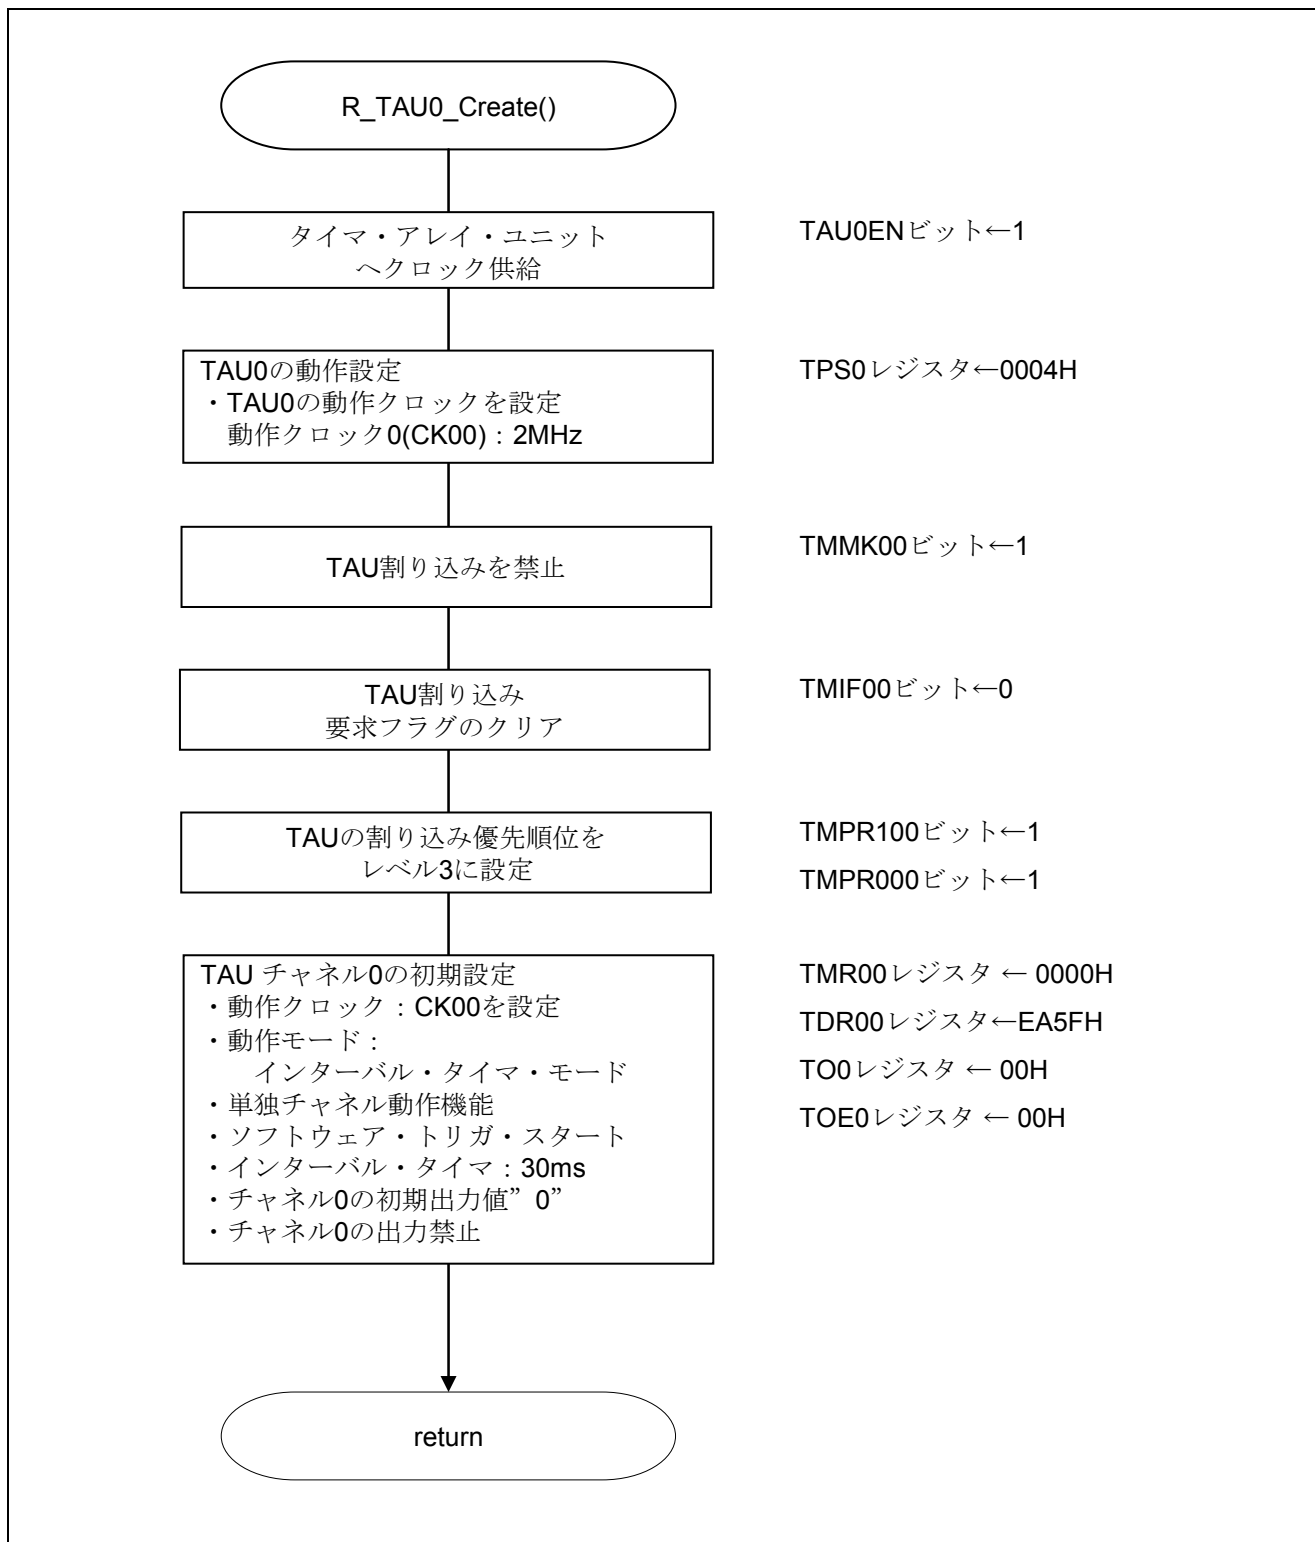 R_TAU0_Create()
タイマ・アレイ・ユニット
へクロック供給
TAU0ENビット←1
TAU0の動作設定
・TAU0の動作クロックを設定
動作クロック0(CK00)：2MHz
TPS0レジスタ←0004H
TAU割り込みを禁止
TMMK00ビット←1
TAU割り込み
要求フラグのクリア
TMIF00ビット←0
TAUの割り込み優先順位を
レベル3に設定
TMPR100ビット←1
TMPR000ビット←1
TAU チャネル0の初期設定
・動作クロック：CK00を設定
・動作モード：
インターバル・タイマ・モード
・単独チャネル動作機能
・ソフトウェア・トリガ・スタート
・インターバル・タイマ：30ms
・チャネル0の初期出力値”0”
・チャネル0の出力禁止
TMR00レジスタ ← 0000H
TDR00レジスタ←EA5FH
TO0レジスタ ← 00H
TOE0レジスタ ← 00H
return